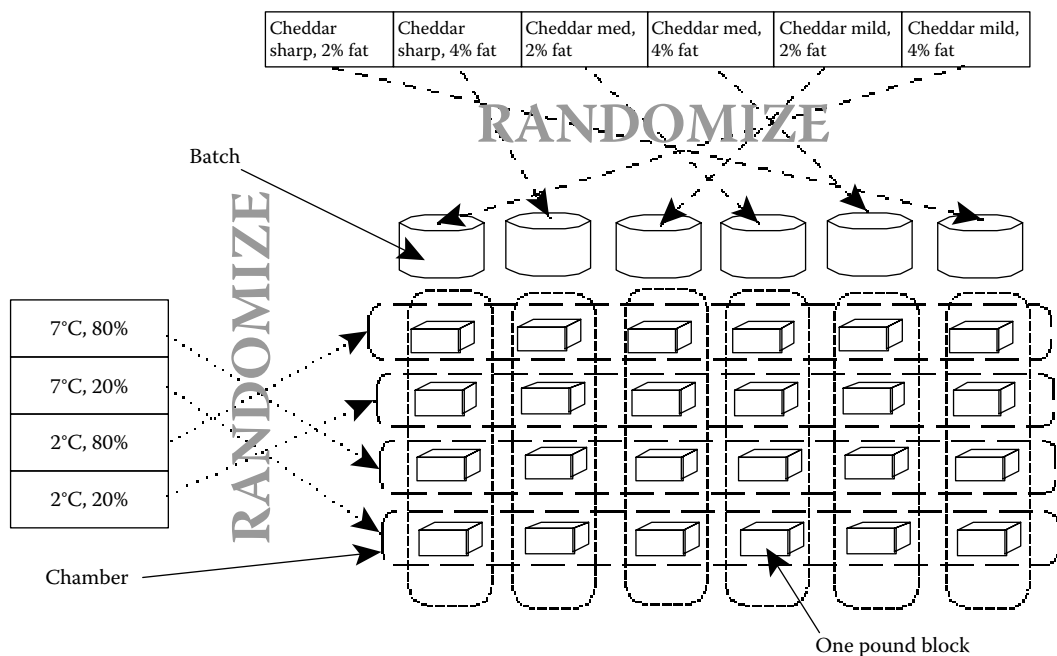 Cheddar
sharp, 2% fat
Cheddar
sharp, 4% fat
Cheddar med,
2% fat
Cheddar med,
4% fat
Cheddar mild,
2% fat
Cheddar mild,
4% fat
RANDOMIZE
Batch
RANDOMIZE
7°C, 80%
7°C, 20%
2°C, 80%
2°C, 20%
Chamber
One pound block